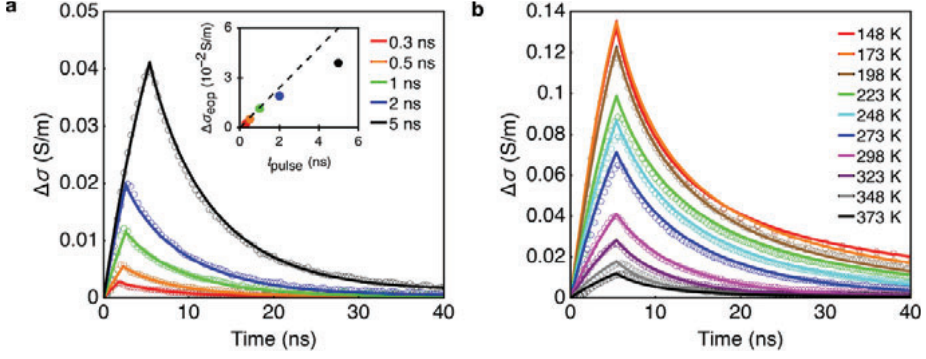 a
Δσ (S/m)
0.05
0.04
0.03
0.02
0.01
0
0 10 20 30 40
Time (ns)
Δσeop (10⁻² S/m)
6
3
0
0 2 4 6
tpulse (ns)
0.3 ns
0.5 ns
1 ns
2 ns
5 ns
b
Δσ (S/m)
0.14
0.12
0.1
0.08
0.06
0.04
0.02
0
0 10 20 30 40
Time (ns)
148 K
173 K
198 K
223 K
248 K
273 K
298 K
323 K
348 K
373 K